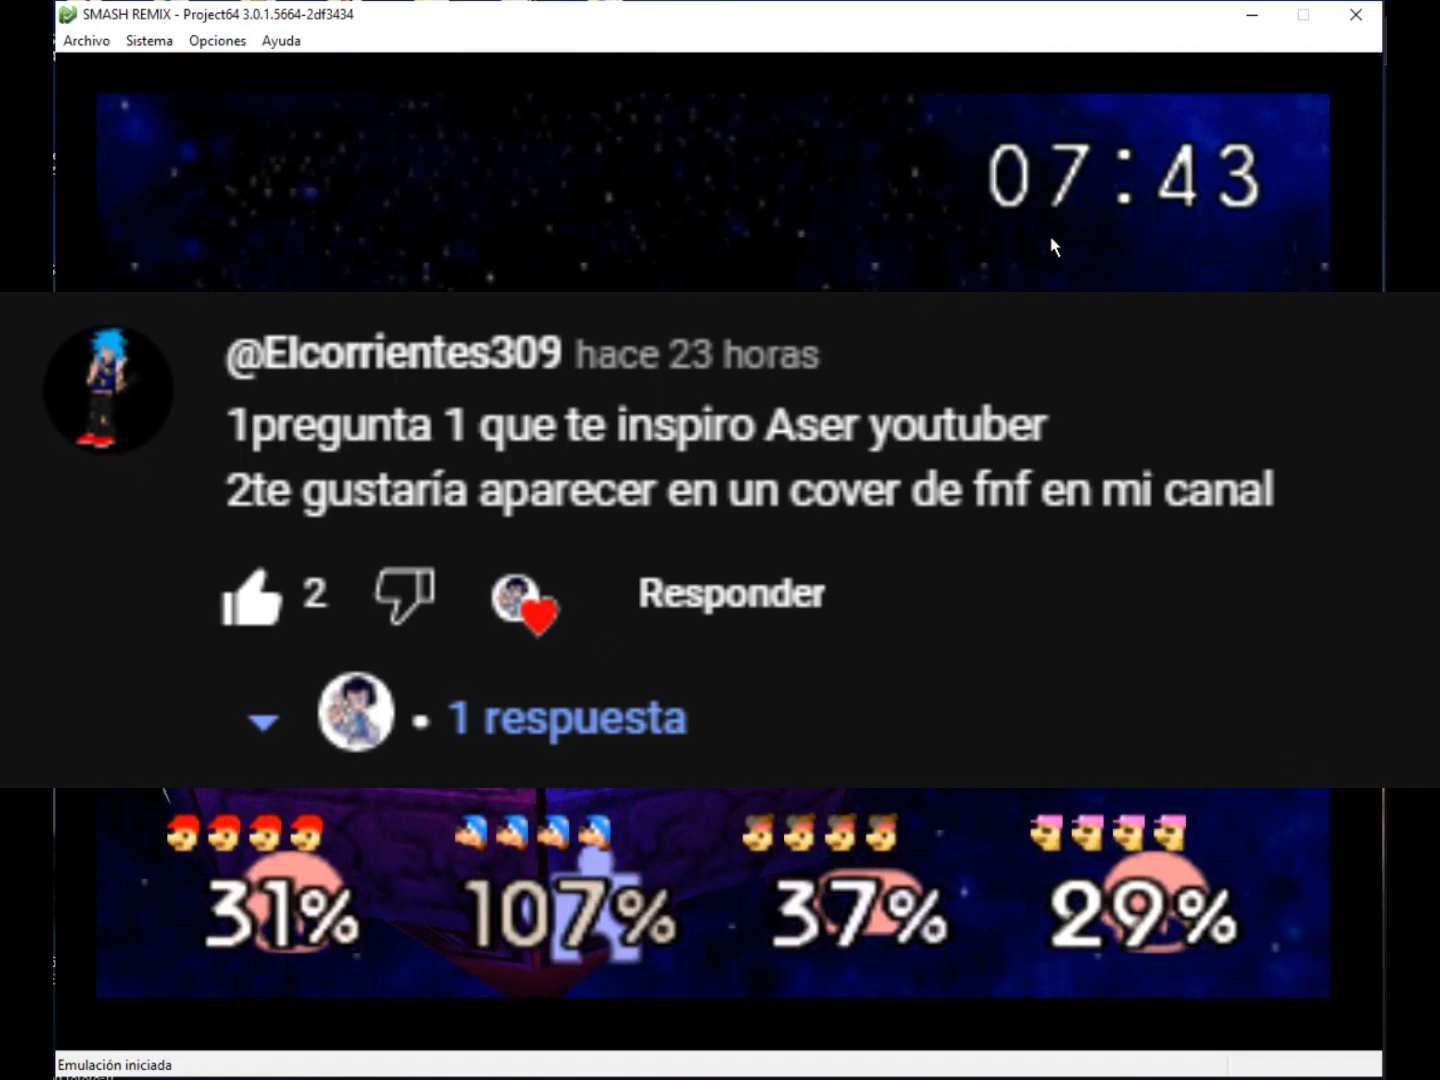 SMASH REMIX - Project64 3.0.1.5664-2df3434
Archivo Sistema Opciones Ayuda
07:43
@Elcorrientes309 hace 23 horas
1pregunta 1 que te inspiro Aser youtuber
2te gustaría aparecer en un cover de fnf en mi canal
2 Responder
• 1 respuesta
31% 107% 37% 29%
Emulación iniciada